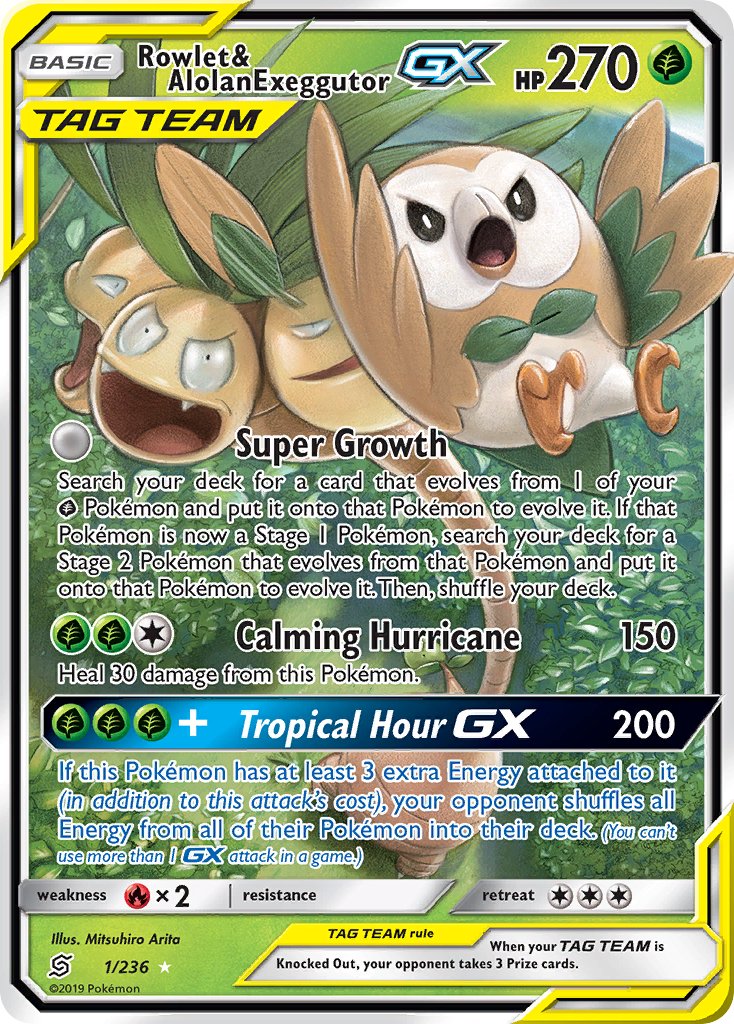 BASIC
Rowlet&
AlolanExeggutor GX HP270
TAG TEAM
Super Growth
Search your deck for a card that evolves from 1 of your
Pokémon and put it onto that Pokémon to evolve it. If that
Pokémon is now a Stage 1 Pokémon, search your deck for a
Stage 2 Pokémon that evolves from that Pokémon and put it
onto that Pokémon to evolve it. Then, shuffle your deck.
Calming Hurricane 150
Heal 30 damage from this Pokémon.
+ Tropical Hour GX 200
If this Pokémon has at least 3 extra Energy attached to it
(in addition to this attack's cost), your opponent shuffles all
Energy from all of their Pokémon into their deck. (You can't
use more than 1 GX attack in a game.)
weakness ×2 resistance retreat
Illus. Mitsuhiro Arita
1/236
©2019 Pokémon
TAG TEAM rule
When your TAG TEAM is
Knocked Out, your opponent takes 3 Prize cards.